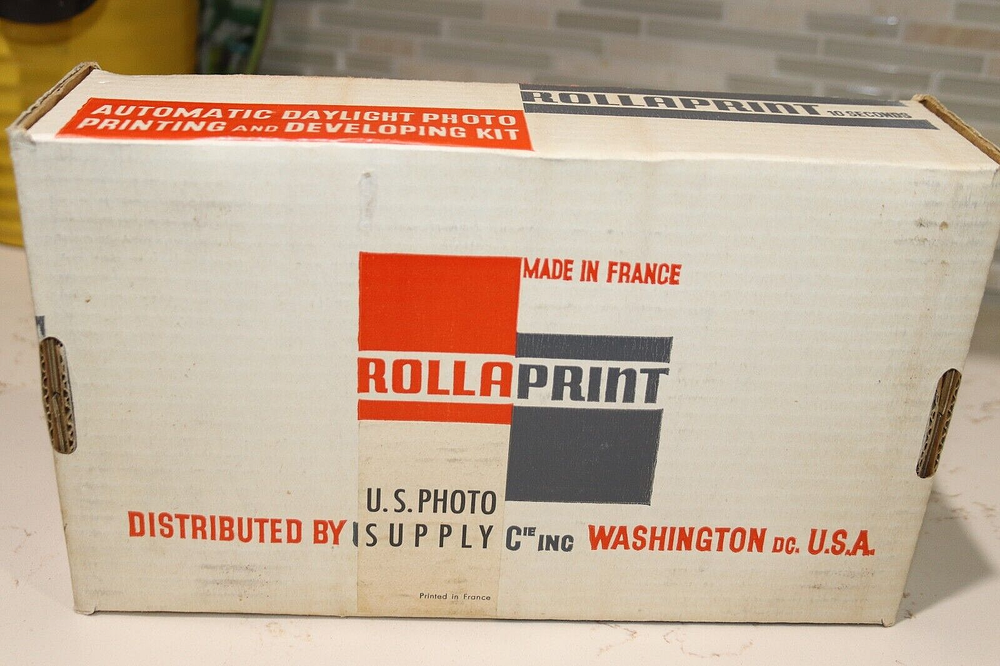 AUTOMATIC DAYLIGHT PHOTO
PRINTING AND DEVELOPING KIT
ROLLAPRINT 10 SECONDS
MADE IN FRANCE
ROLLAPRINT
U.S. PHOTO
DISTRIBUTED BY SUPPLY CIE INC WASHINGTON DC. U.S.A.
Printed in France